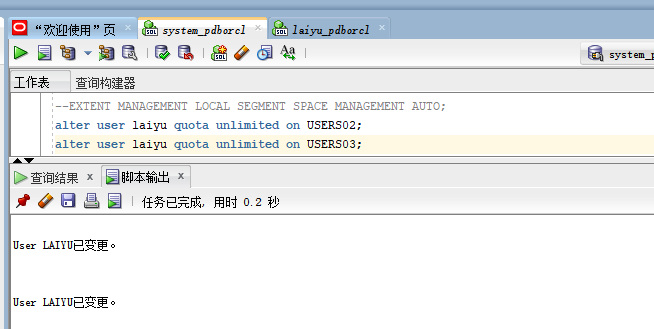 “欢迎使用”页 system_pdborcl laiyu_pdborcl
工作表 查询构建器
--EXTENT MANAGEMENT LOCAL SEGMENT SPACE MANAGEMENT AUTO;
alter user laiyu quota unlimited on USERS02;
alter user laiyu quota unlimited on USERS03;
查询结果 x 脚本输出 x
任务已完成, 用时 0.2 秒
User LAIYU已变更。
User LAIYU已变更。